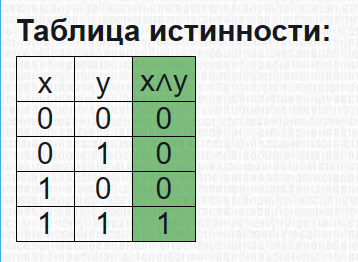 Таблица истинности:
x y x∧y
0 0 0
0 1 0
1 0 0
1 1 1